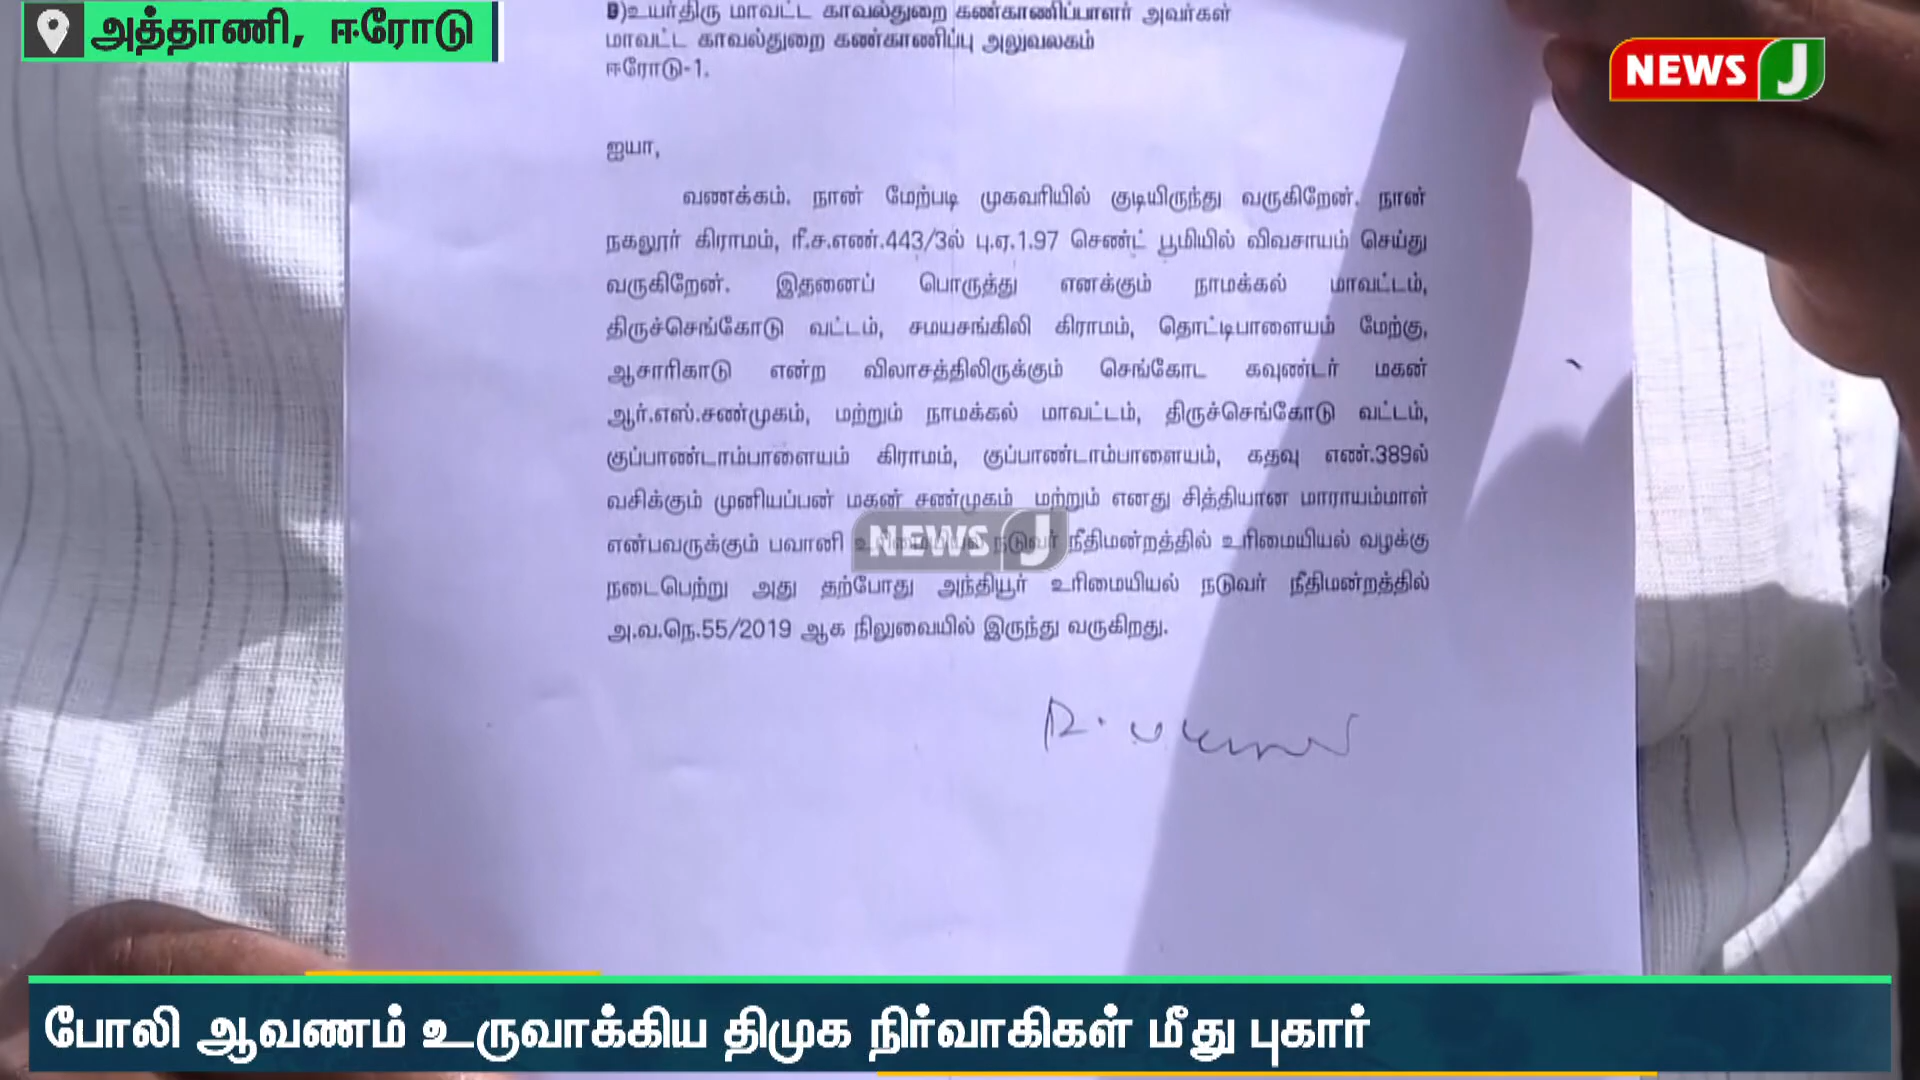 அத்தாணி, ஈரோடு
NEWS J
9)உயர்திரு மாவட்ட காவல்துறை கண்காணிப்பாளர் அவர்கள்
மாவட்ட காவல்துறை கண்காணிப்பு அலுவலகம்
ஈரோடு-1.
ஐயா,
வணக்கம். நான் மேற்படி முகவரியில் குடியிருந்து வருகிறேன். நான்
நகலூர் கிராமம், ரீ.ச.எண்.443/3ல் பு.ஏ.1.97 செண்ட் பூமியில் விவசாயம் செய்து
வருகிறேன். இதனைப் பொருத்து எனக்கும் நாமக்கல் மாவட்டம்,
திருச்செங்கோடு வட்டம், சமயசங்கிலி கிராமம், தொட்டிபாளையம் மேற்கு,
ஆசாரிகாடு என்ற விலாசத்திலிருக்கும் செங்கோட கவுண்டர் மகன்
ஆர்.எஸ்.சண்முகம், மற்றும் நாமக்கல் மாவட்டம், திருச்செங்கோடு வட்டம்,
குப்பாண்டாம்பாளையம் கிராமம், குப்பாண்டாம்பாளையம், கதவு எண்.389ல்
வசிக்கும் முனியப்பன் மகன் சண்முகம் மற்றும் எனது சித்தியான மாராயம்மாள்
என்பவருக்கும் பவானி நடுவர் நீதிமன்றத்தில் உரிமையியல் வழக்கு
NEWS J
நடைபெற்று அது தற்போது அந்தியூர் உரிமையியல் நடுவர் நீதிமன்றத்தில்
அ.வ.நெ.55/2019 ஆக நிலுவையில் இருந்து வருகிறது.
போலி ஆவணம் உருவாக்கிய திமுக நிர்வாகிகள் மீது புகார்